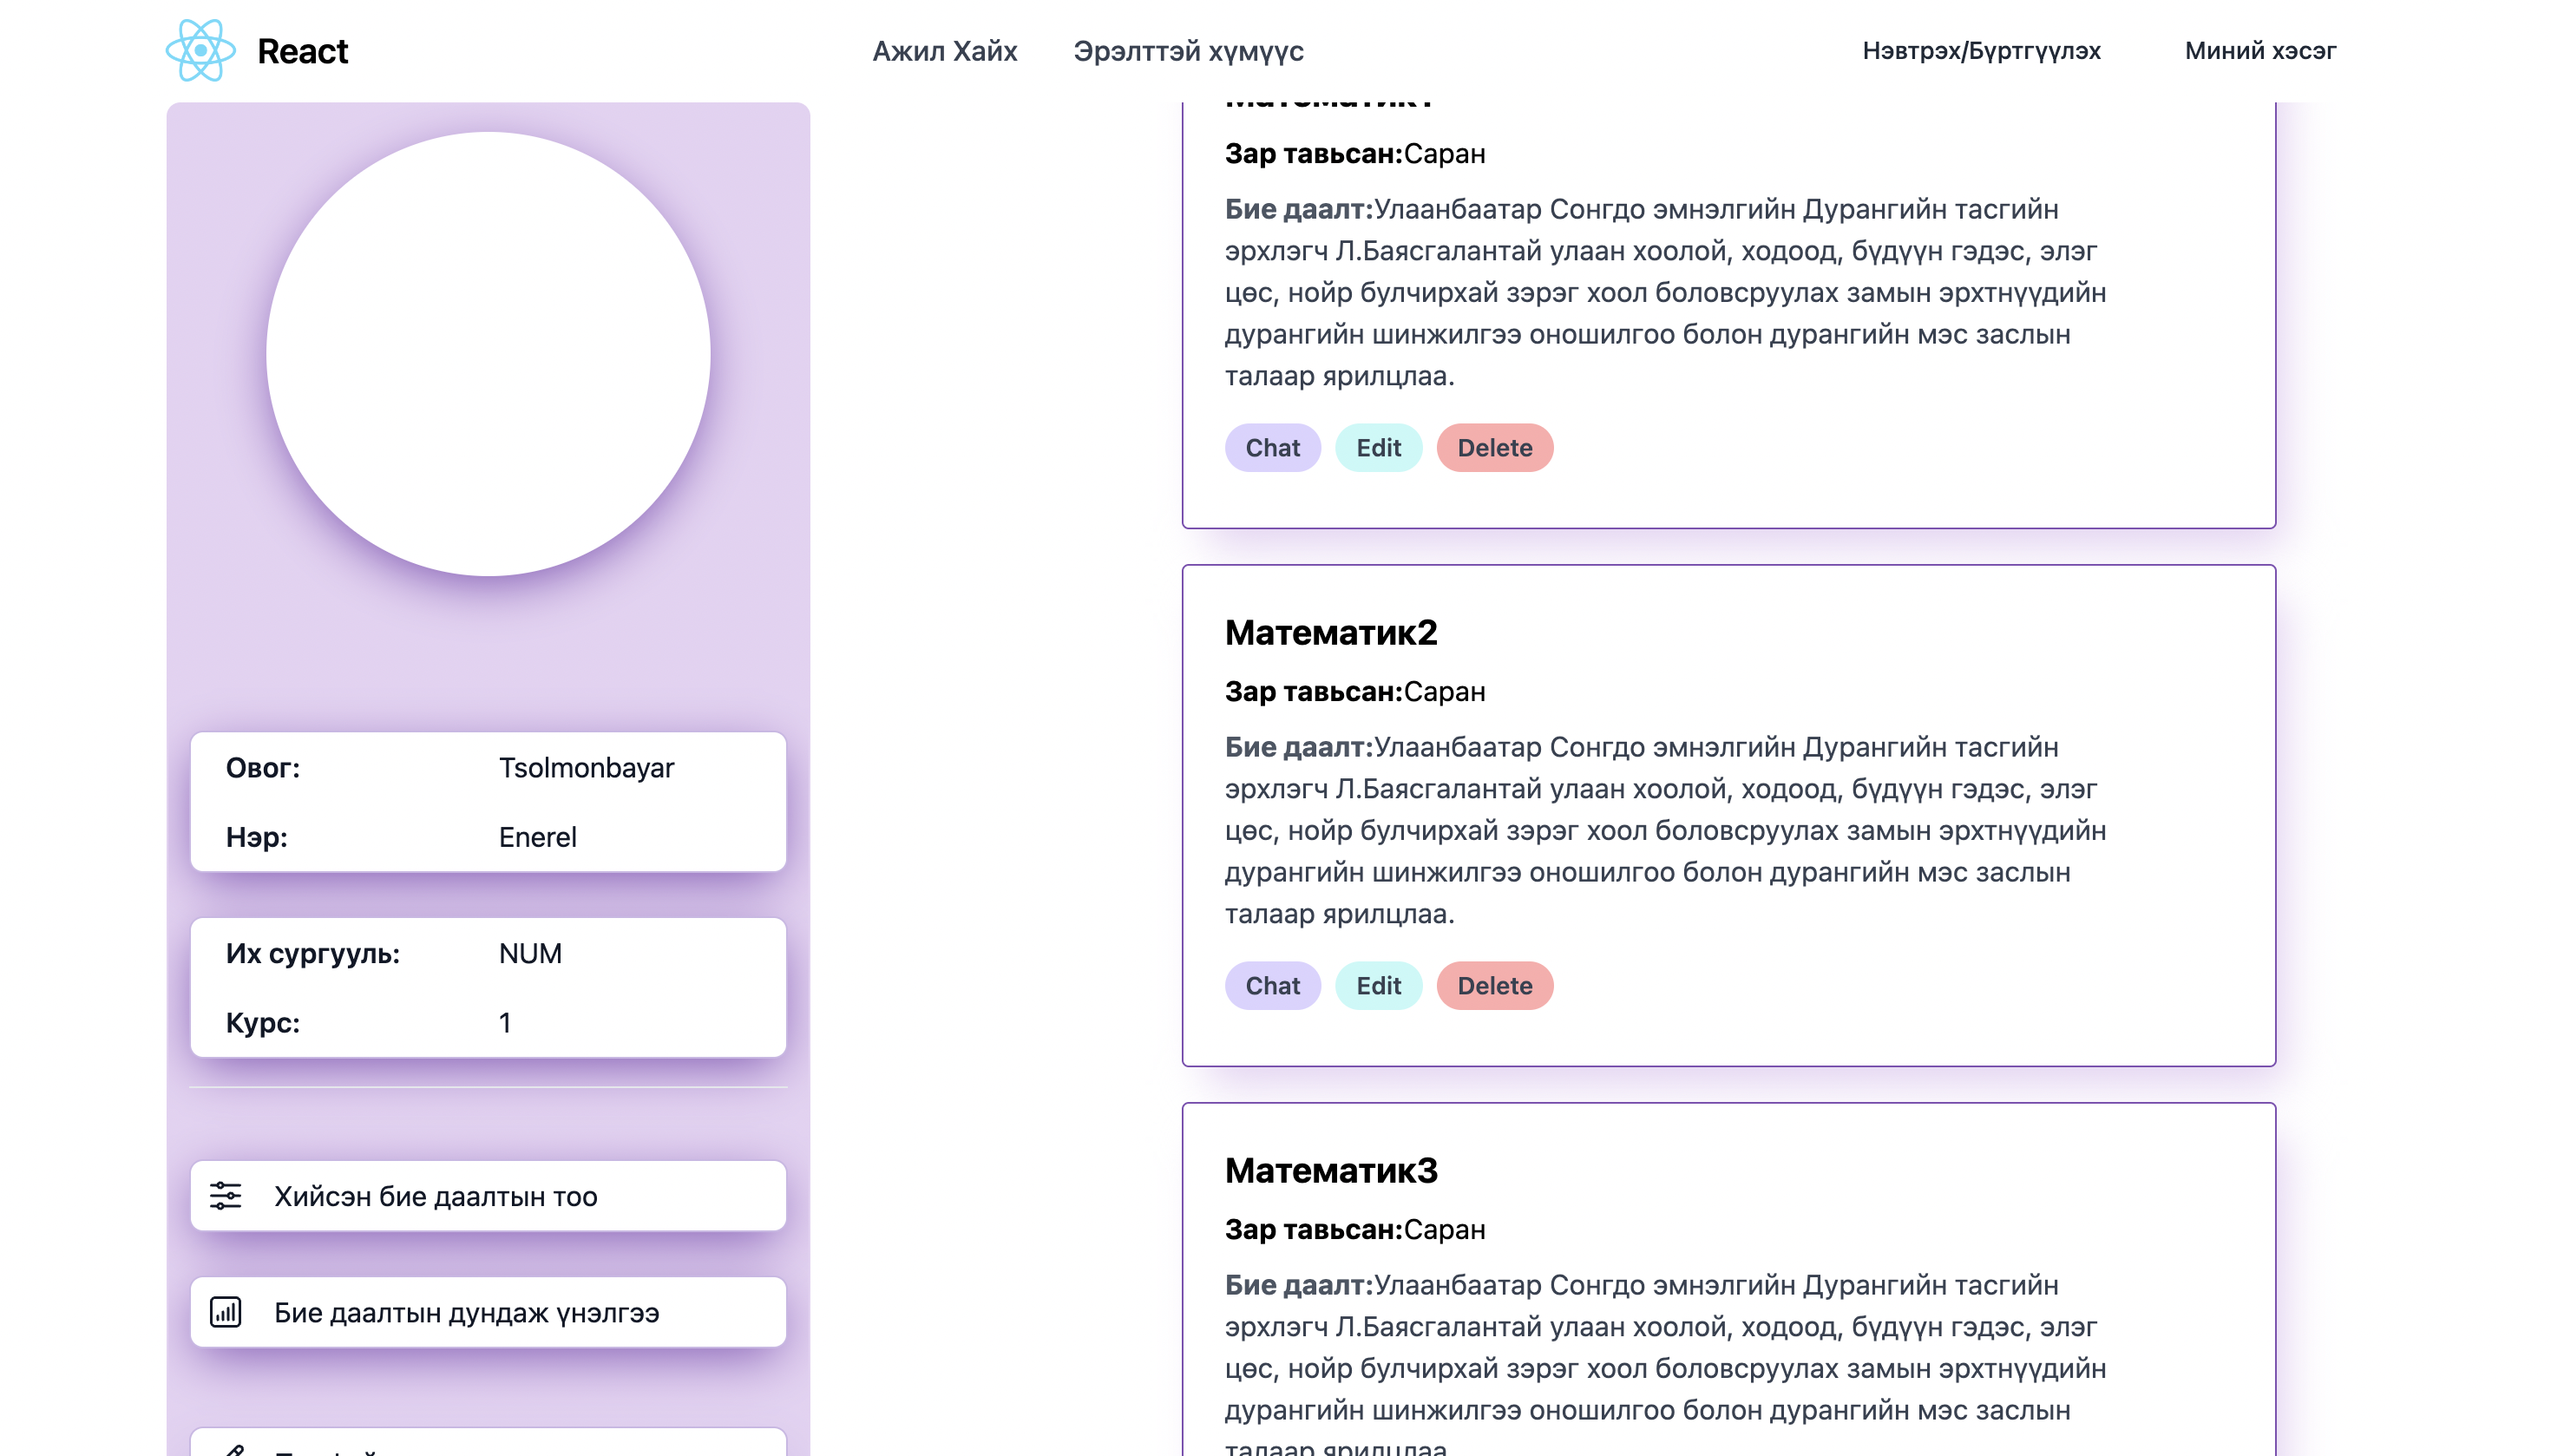 React
Ажил Хайх
Эрэлттэй хүмүүс
Нэвтрэх/Бүртгүүлэх
Миний хэсэг
Овог: Tsolmonbayar
Нэр: Enerel
Их сургууль: NUM
Курс: 1
Хийсэн бие даалтын тоо
Бие даалтын дундаж үнэлгээ
Математик1
Зар тавьсан:Саран
Бие даалт:Улаанбаатар Сонгдо эмнэлгийн Дурангийн тасгийн
эрхлэгч Л.Баясгалантай улаан хоолой, ходоод, бүдүүн гэдэс, элэг
цөс, нойр булчирхай зэрэг хоол боловсруулах замын эрхтнүүдийн
дурангийн шинжилгээ оношилгоо болон дурангийн мэс заслын
талаар ярилцлаа.
Chat Edit Delete
Математик2
Зар тавьсан:Саран
Бие даалт:Улаанбаатар Сонгдо эмнэлгийн Дурангийн тасгийн
эрхлэгч Л.Баясгалантай улаан хоолой, ходоод, бүдүүн гэдэс, элэг
цөс, нойр булчирхай зэрэг хоол боловсруулах замын эрхтнүүдийн
дурангийн шинжилгээ оношилгоо болон дурангийн мэс заслын
талаар ярилцлаа.
Chat Edit Delete
Математик3
Зар тавьсан:Саран
Бие даалт:Улаанбаатар Сонгдо эмнэлгийн Дурангийн тасгийн
эрхлэгч Л.Баясгалантай улаан хоолой, ходоод, бүдүүн гэдэс, элэг
цөс, нойр булчирхай зэрэг хоол боловсруулах замын эрхтнүүдийн
дурангийн шинжилгээ оношилгоо болон дурангийн мэс заслын
талаар ярилцлаа